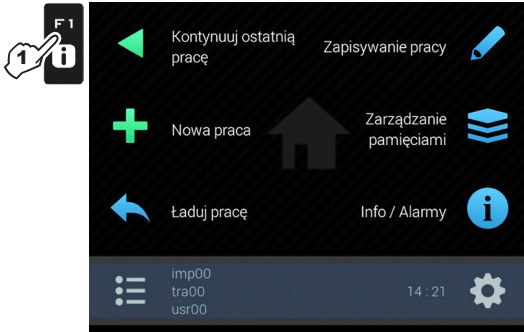 F1
1
Kontynuuj ostatnią
pracę
Zapisywanie pracy
Nowa praca
Zarządzanie
pamięciami
Ładuj pracę
Info / Alarmy
imp00
tra00
usr00
14 : 21